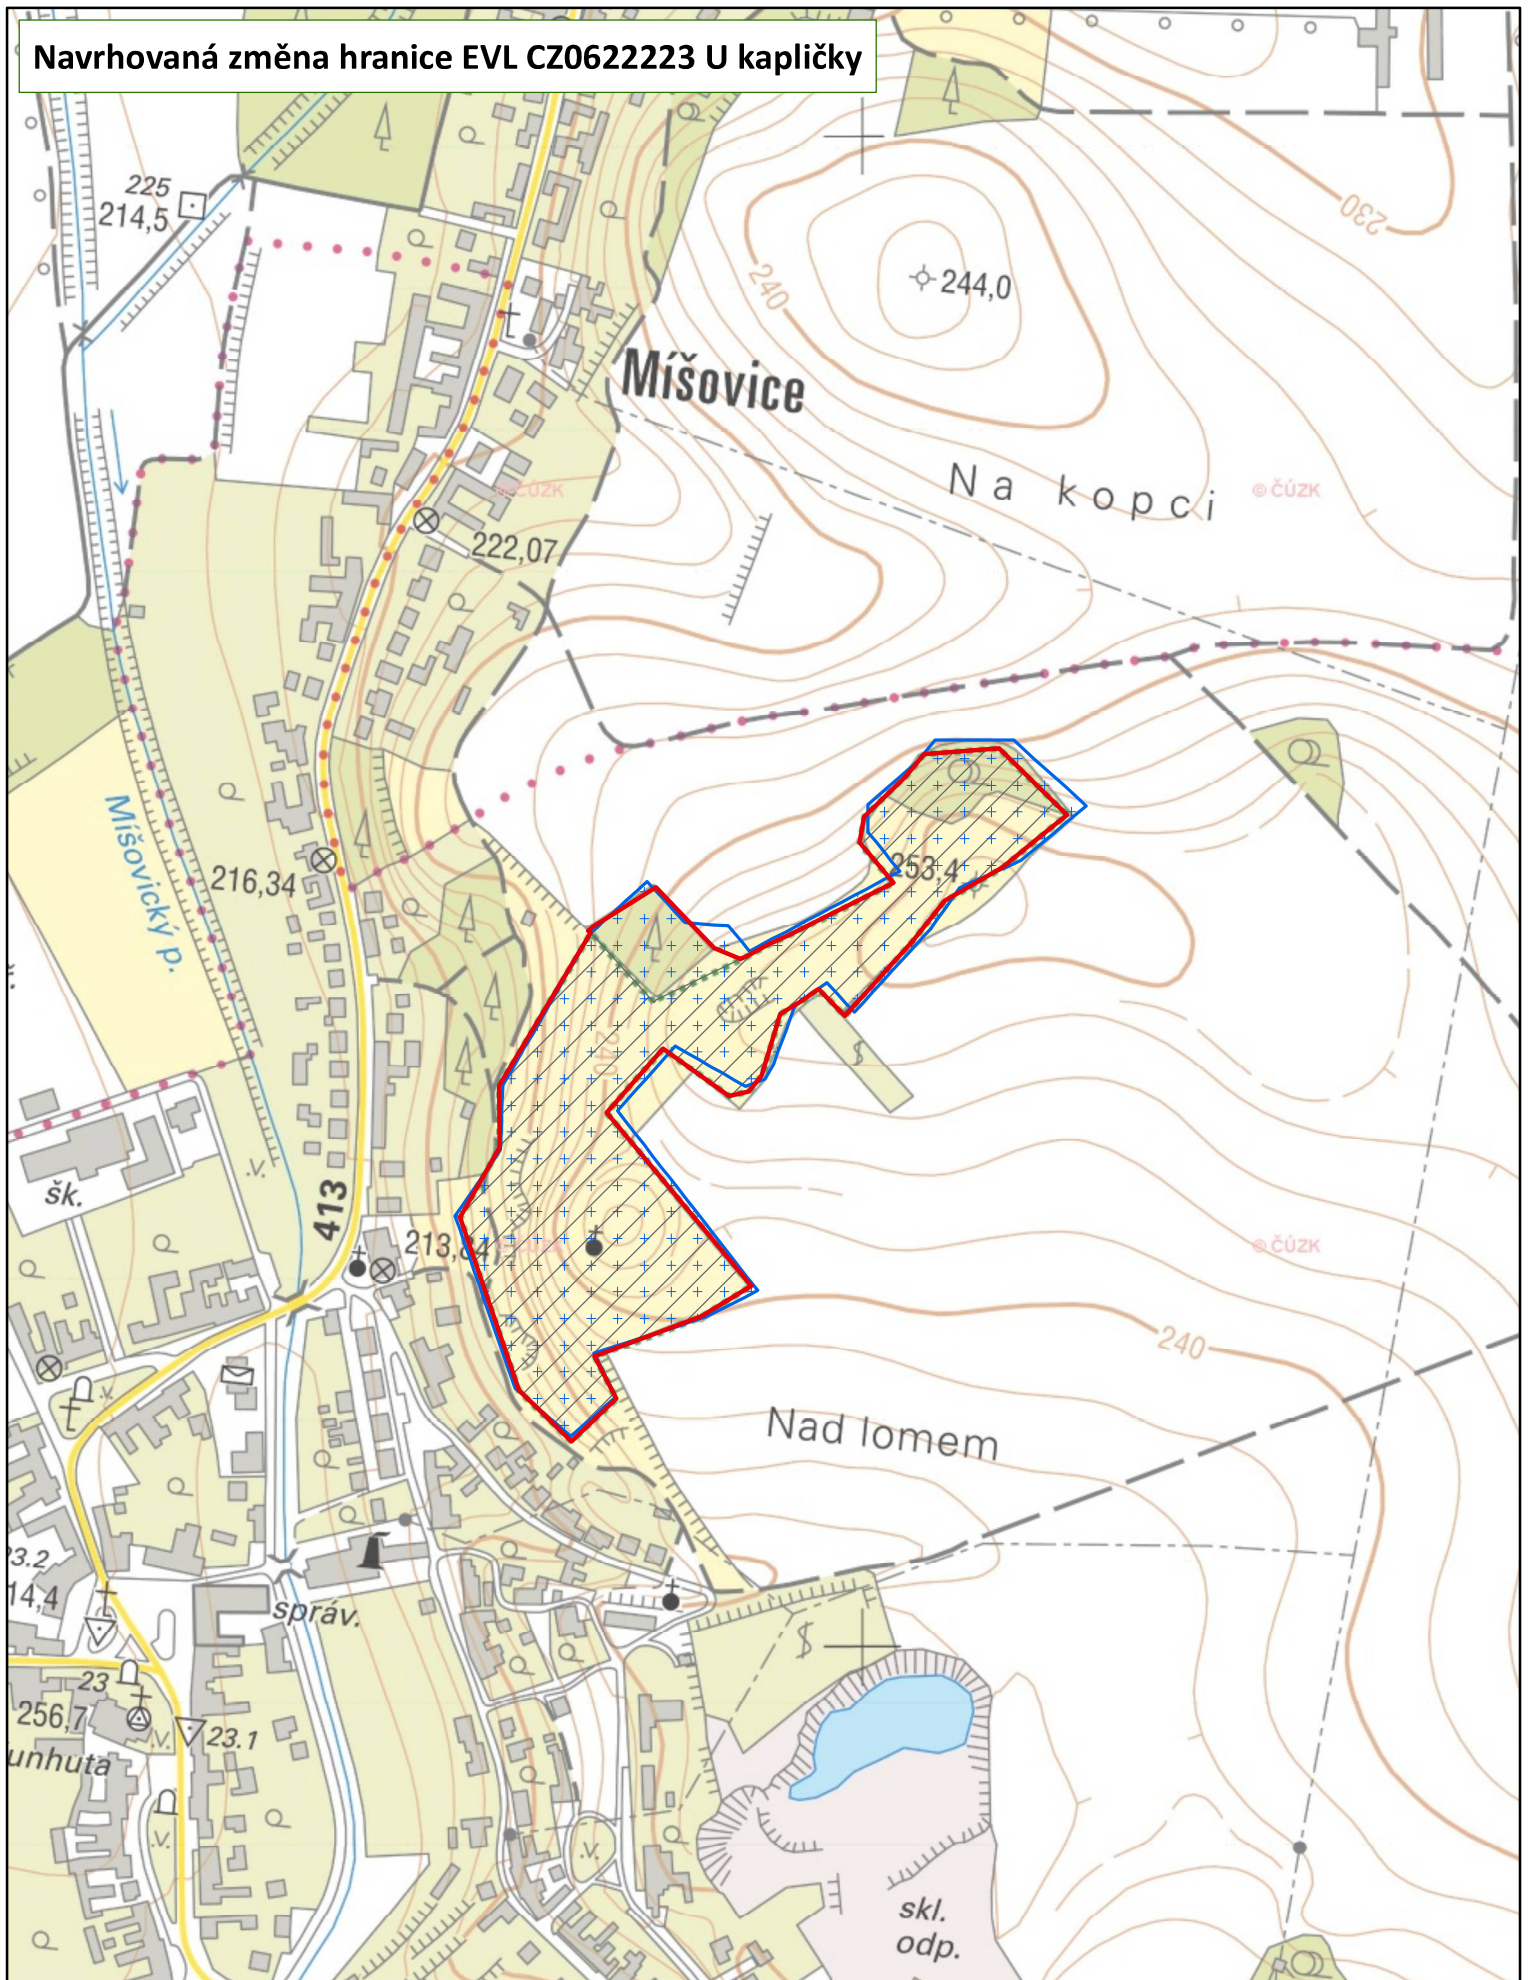 Navrhovaná změna hranice EVL CZ0622223 U kapličky
225
214,5
230
240
244,0
Míšovice
Na kopci
© ČÚZK
© ČÚZK
222,07
Míšovický p.
216,34
253,4
240
šk.
413
213,84
© ČÚZK
240
Nad lomem
23.2
14,4
správ.
23
256,7
23.1
unhuta
skl.
odp.